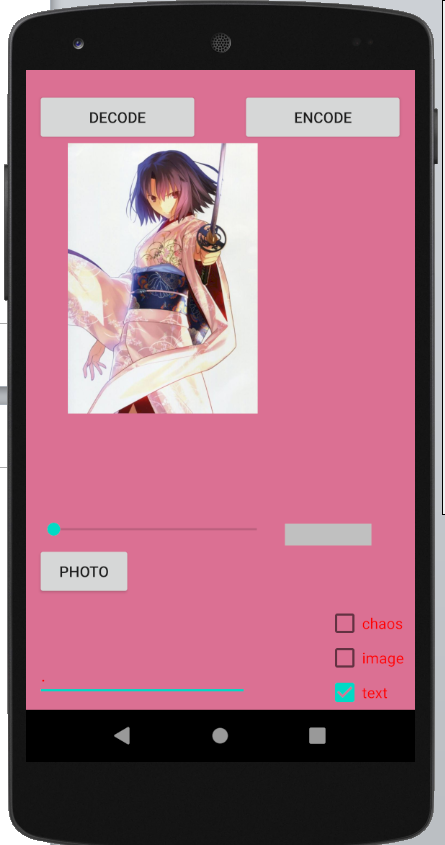 DECODE
ENCODE
PHOTO
chaos
image
.
text